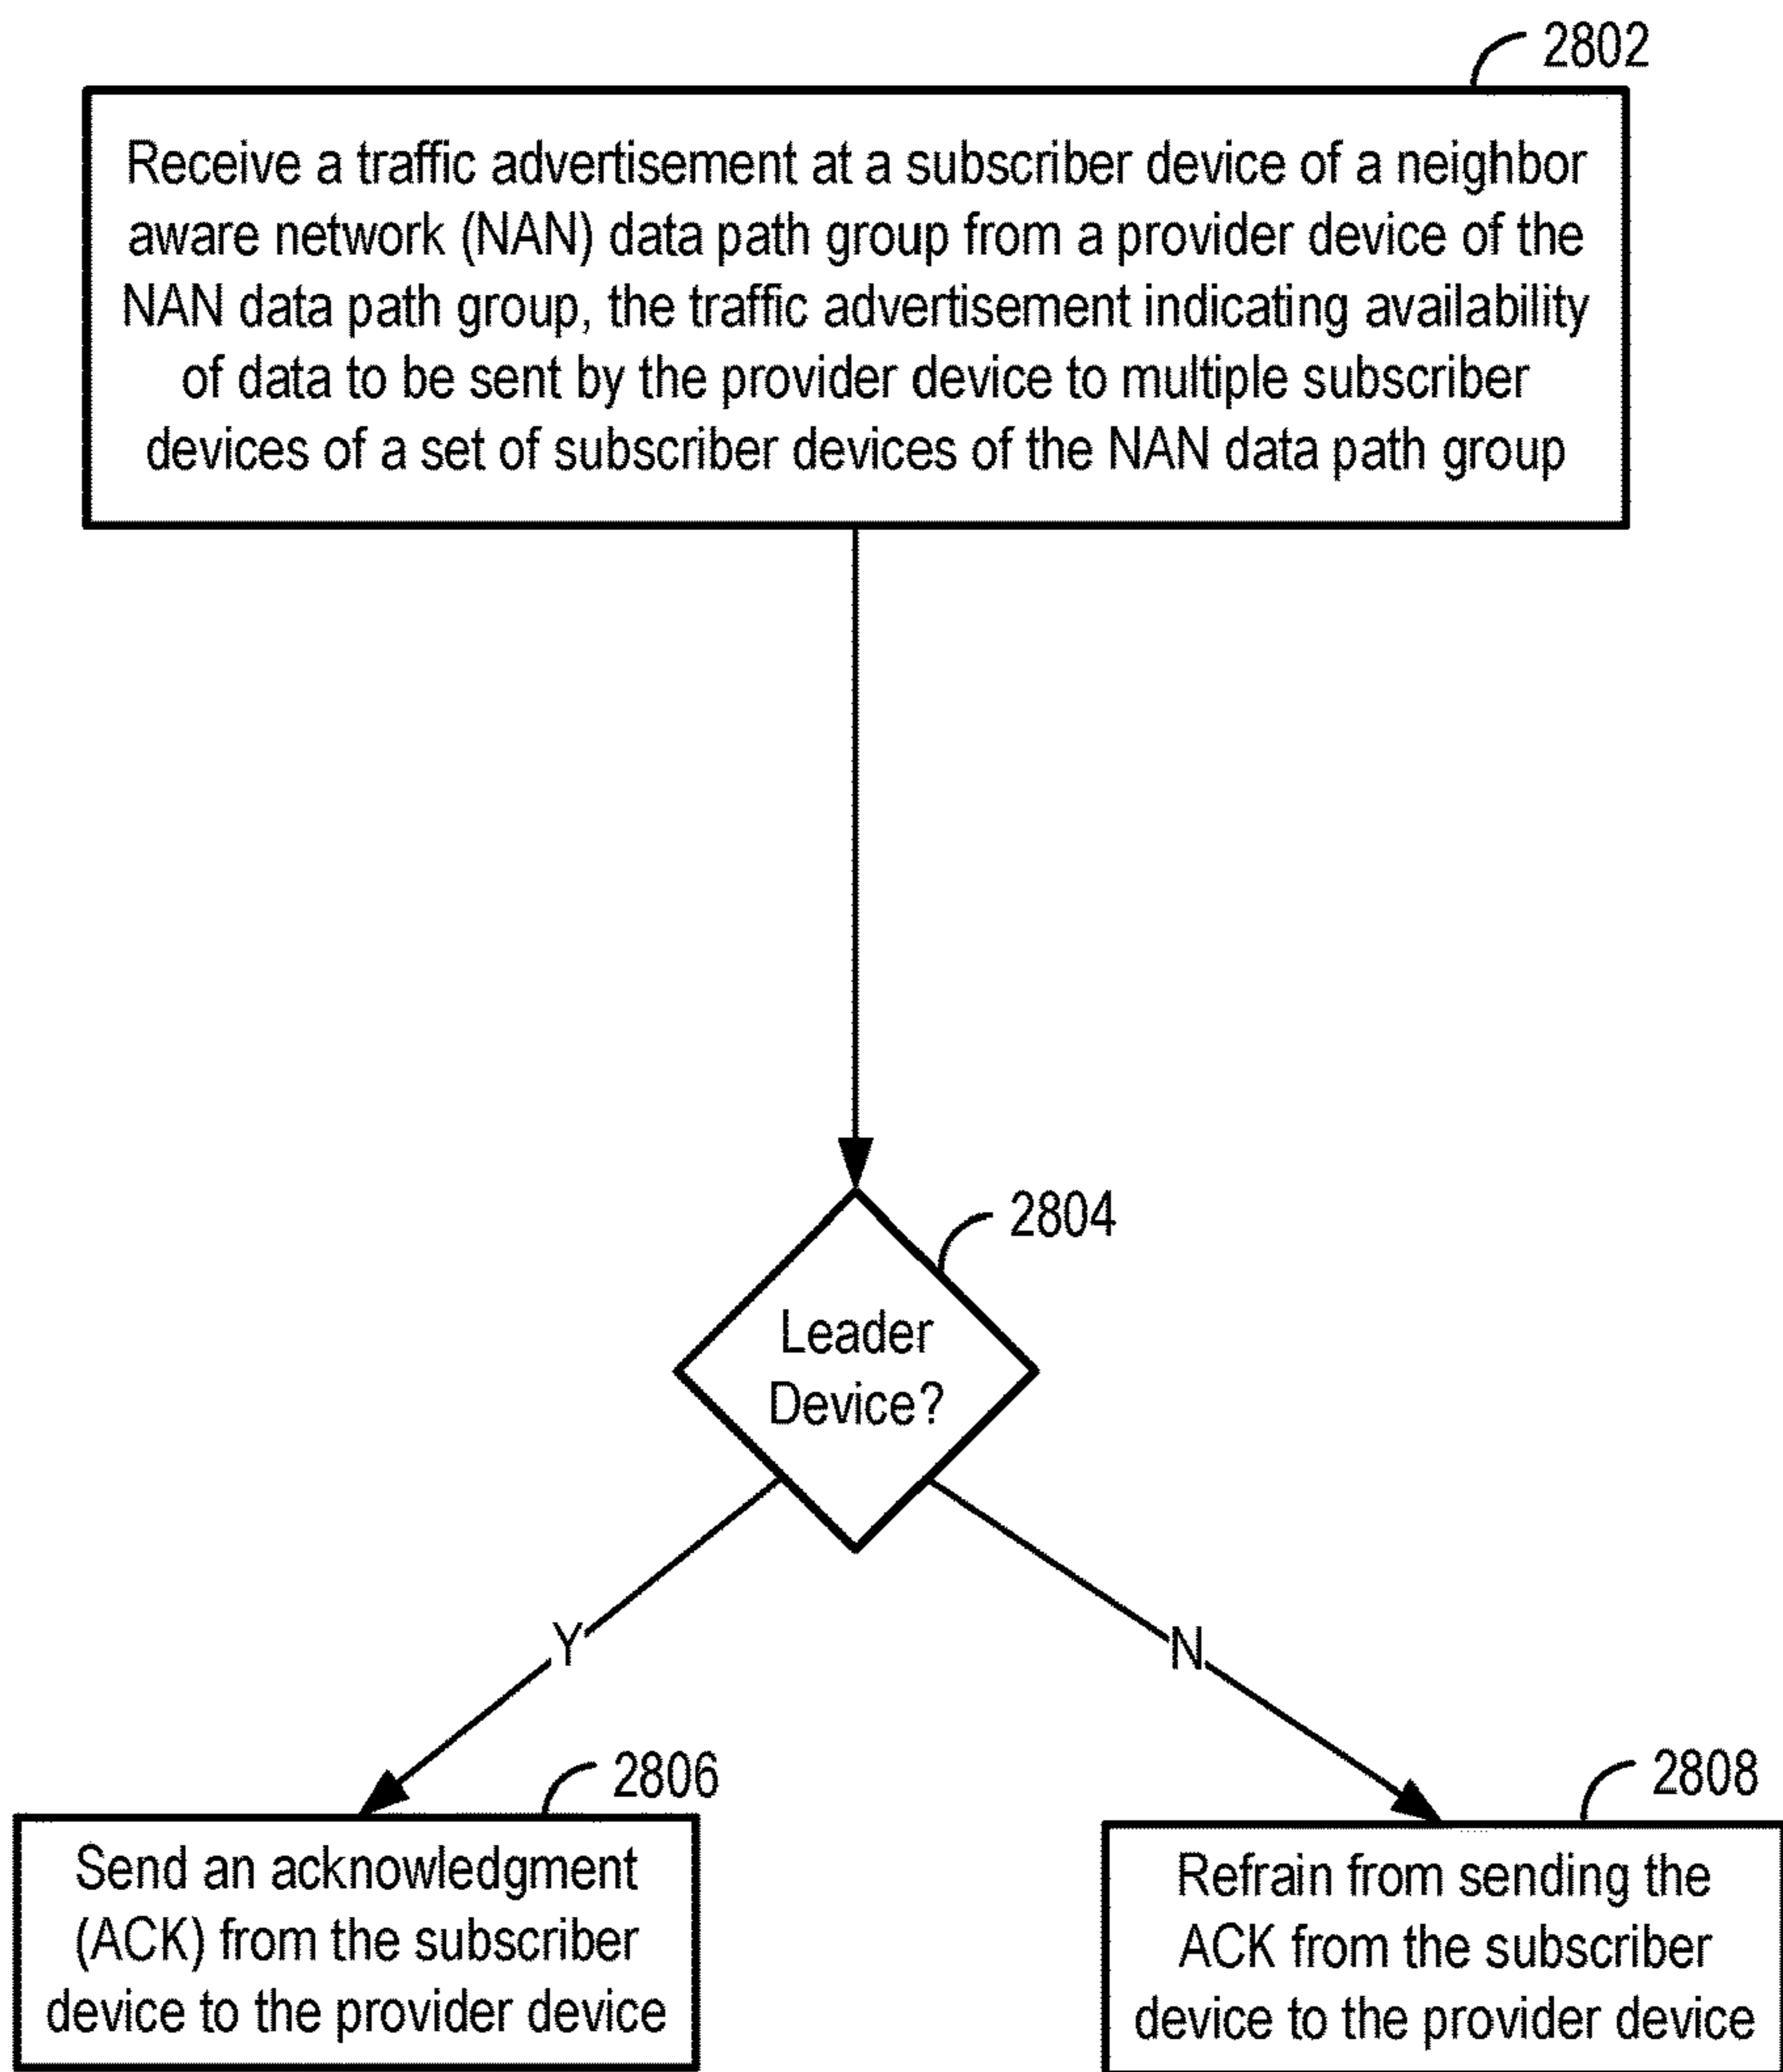 2802
Receive a traffic advertisement at a subscriber device of a neighbor
aware network (NAN) data path group from a provider device of the
NAN data path group, the traffic advertisement indicating availability
of data to be sent by the provider device to multiple subscriber
devices of a set of subscriber devices of the NAN data path group
2804
Leader
Device?
Y
N
2806
Send an acknowledgment
(ACK) from the subscriber
device to the provider device
2808
Refrain from sending the
ACK from the subscriber
device to the provider device